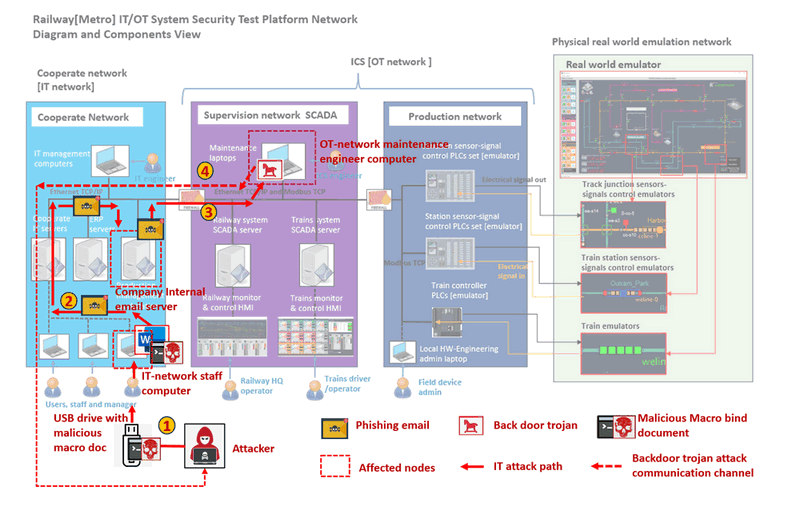 Railway[Metro] IT/OT System Security Test Platform Network
Diagram and Components View
Physical real world emulation network
ICS [OT network ]
Cooperate network
[IT network]
Real world emulator
Cooperate Network
Supervision network SCADA
Production network
IT management
computers
IT engineer
Maintenance
laptops
OT-network maintenance
engineer computer
Station sensor-signal
control PLCs set [emulator]
Electrical signal out
Ethernet TCP/IP
Ethernet TCP/IP and Modbus TCP
FIREWALL
FIREWALL
4
3
2
1
Track junction sensors-
signals control emulators
Cooperate
servers
ERP
server
Railway system
SCADA server
Trains system
SCADA server
Station sensor-signal
control PLCs set [emulator]
Modbus TCP
Electrical
signal in
Train station sensors-
signals control emulators
Outram_Park
Company Internal
email server
Railway monitor
& control HMI
Trains monitor
& control HMI
Train controller
PLCs [emulator]
Train emulators
welin
W
IT-network staff
computer
Local HW-Engineering
admin laptop
Users, staff and manager
Railway HQ
operator
Trains driver
/operator
Field device
admin
USB drive with
malicious
macro doc
Attacker
Phishing email
Back door trojan
Malicious Macro bind
document
Affected nodes
IT attack path
Backdoor trojan attack
communication channel